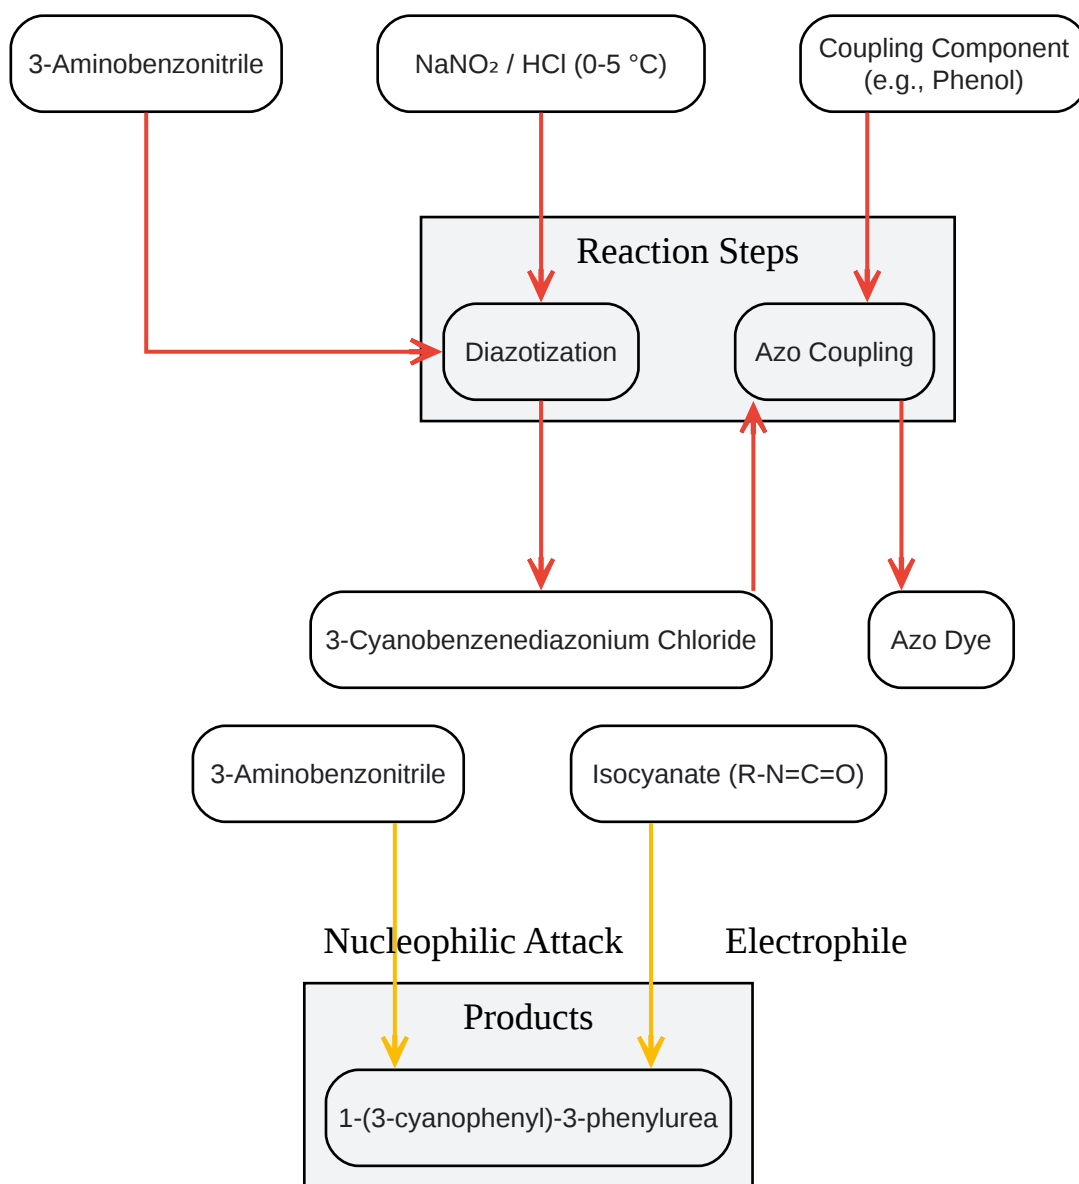 3-Aminobenzonitrile
NaNO₂ / HCl (0-5 °C)
Coupling Component
(e.g., Phenol)
Reaction Steps
Diazotization
Azo Coupling
3-Cyanobenzenediazonium Chloride
Azo Dye
3-Aminobenzonitrile
Isocyanate (R-N=C=O)
Nucleophilic Attack
Electrophile
Products
1-(3-cyanophenyl)-3-phenylurea